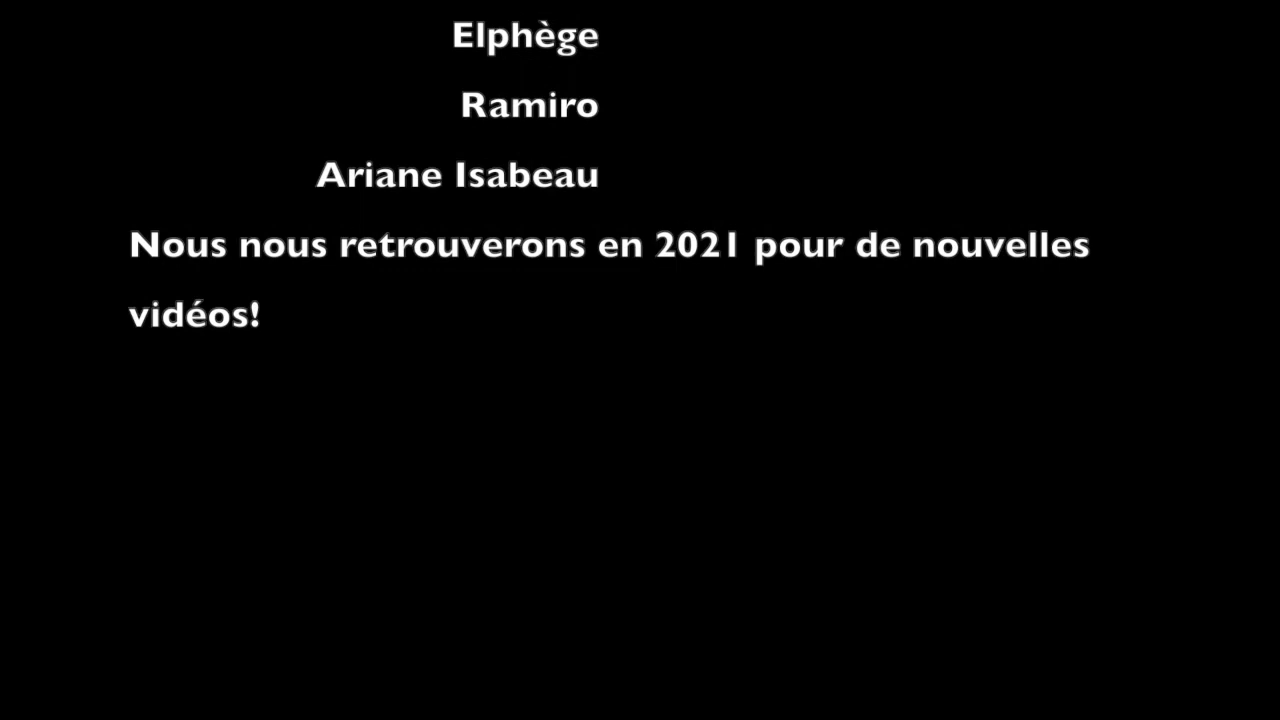 Elphège
Ramiro
Ariane Isabeau
Nous nous retrouverons en 2021 pour de nouvelles
vidéos!